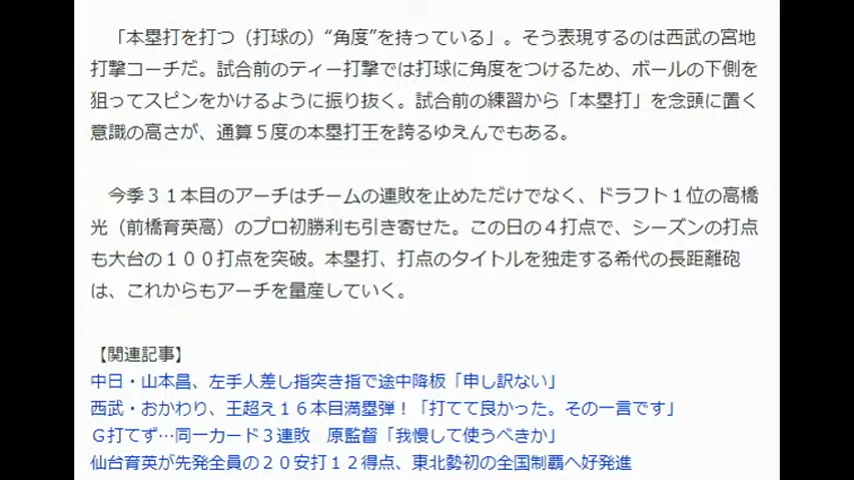 「本塁打を打つ（打球の）“角度”を持っている」。そう表現するのは西武の宮地
打撃コーチだ。試合前のティー打撃では打球に角度をつけるため、ボールの下側を
狙ってスピンをかけるように振り抜く。試合前の練習から「本塁打」を念頭に置く
意識の高さが、通算５度の本塁打王を誇るゆえんでもある。
今季３１本目のアーチはチームの連敗を止めただけでなく、ドラフト１位の高橋
光（前橋育英高）のプロ初勝利も引き寄せた。この日の４打点で、シーズンの打点
も大台の１００打点を突破。本塁打、打点のタイトルを独走する希代の長距離砲
は、これからもアーチを量産していく。
【関連記事】
中日・山本昌、左手人差し指突き指で途中降板「申し訳ない」
西武・おかわり、王超え１６本目満塁弾！「打てて良かった。その一言です」
Ｇ打てず…同一カード３連敗　原監督「我慢して使うべきか」
仙台育英が先発全員の２０安打１２得点、東北勢初の全国制覇へ好発進